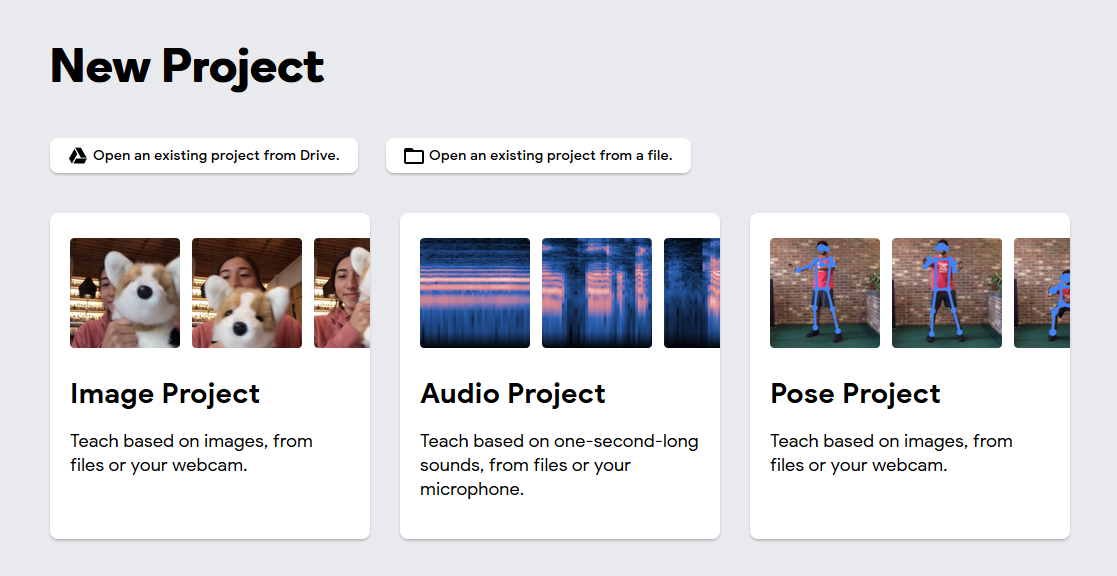 New Project
Open an existing project from Drive.
Open an existing project from a file.
Image Project
Teach based on images, from
files or your webcam.
Audio Project
Teach based on one-second-long
sounds, from files or your
microphone.
Pose Project
Teach based on images, from
files or your webcam.